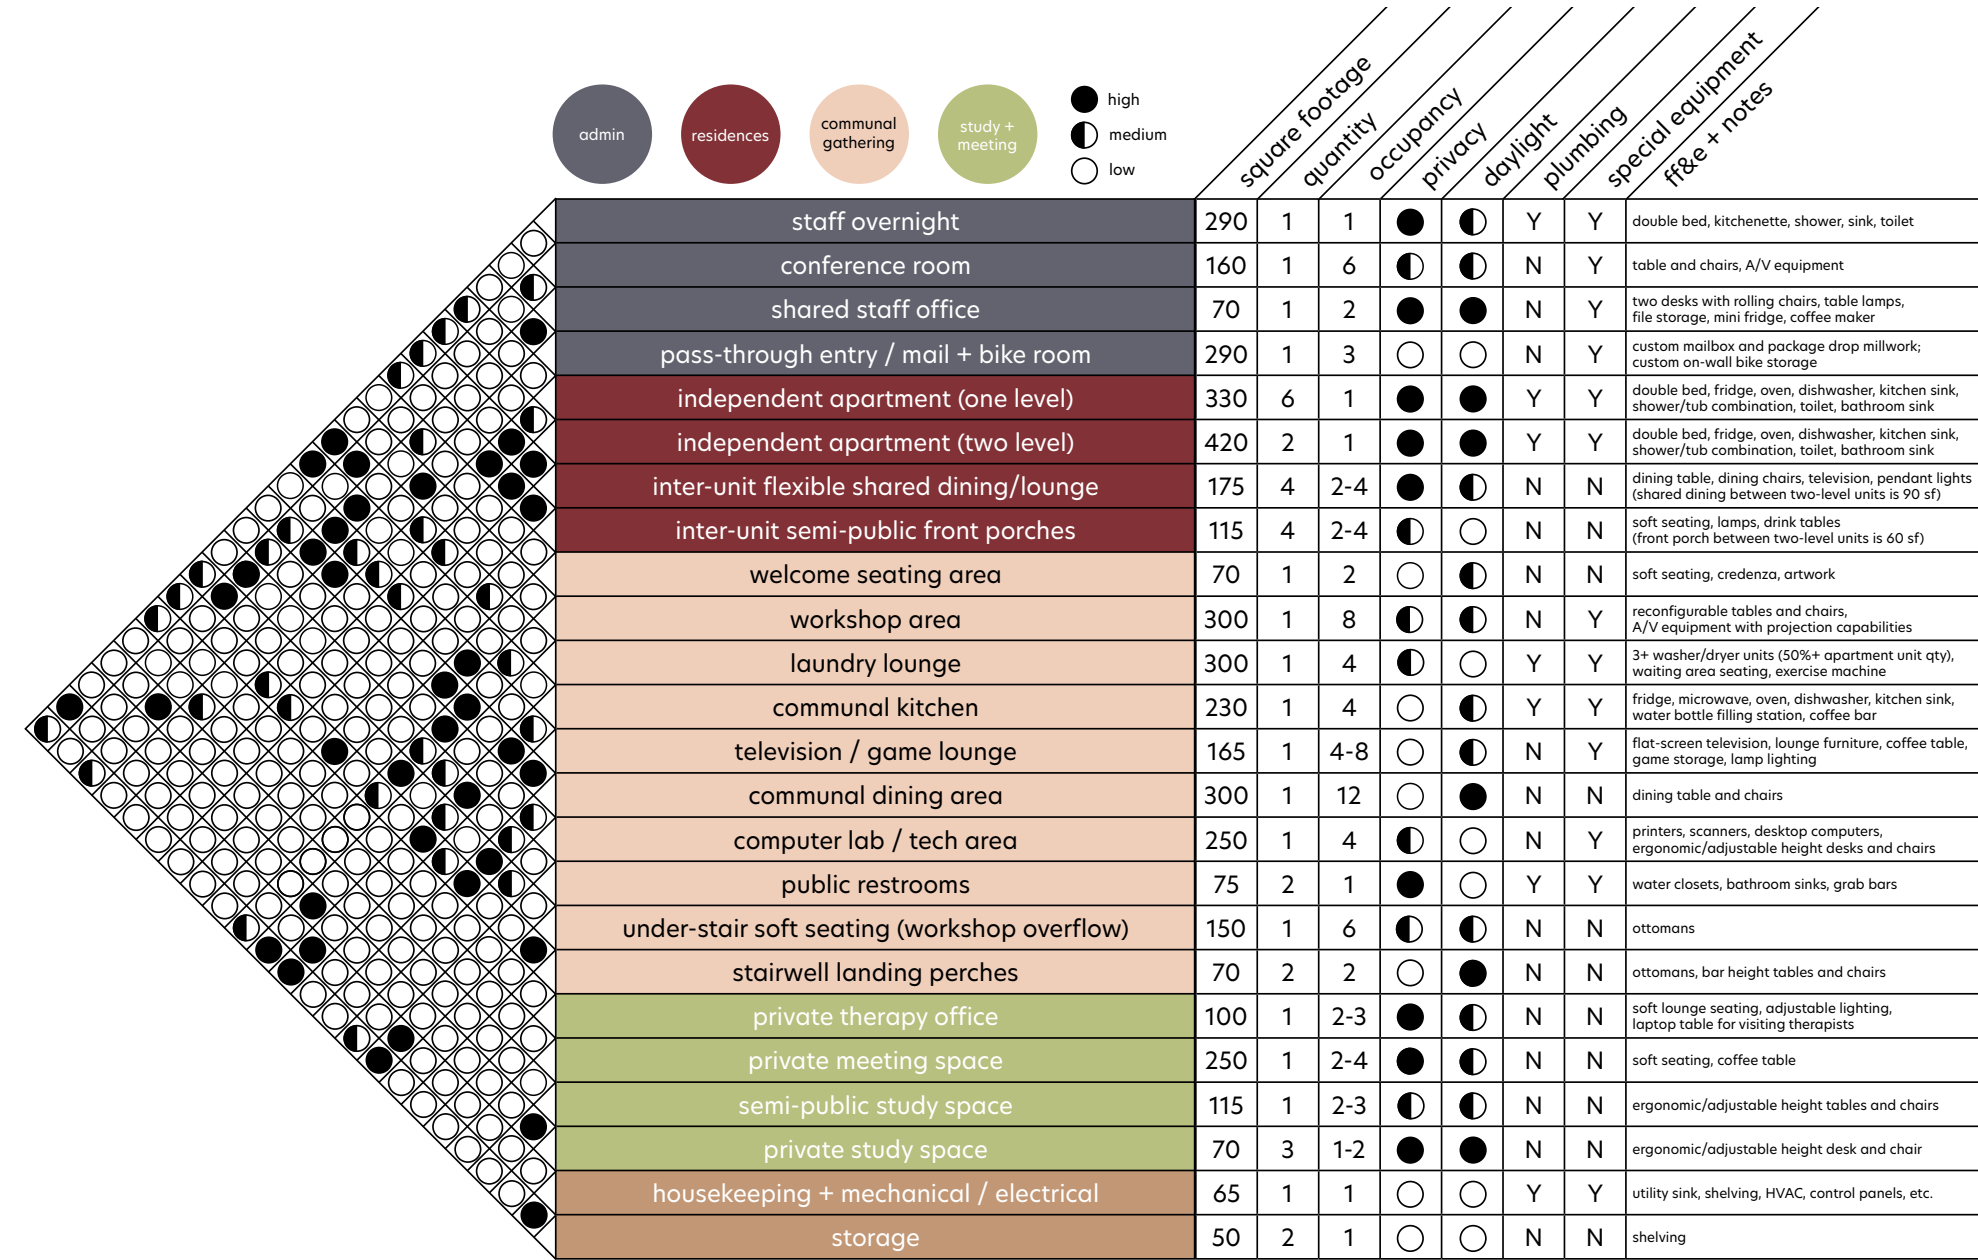 admin
residences
communal
gathering
study +
meeting
high
medium
low
square footage
quantity
occupancy
privacy
daylight
plumbing
special equipment
ff&e + notes
staff overnight 290 1 1 Y Y double bed, kitchenette, shower, sink, toilet
conference room 160 1 6 N Y table and chairs, A/V equipment
shared staff office 70 1 2 N Y two desks with rolling chairs, table lamps,
file storage, mini fridge, coffee maker
pass-through entry / mail + bike room 290 1 3 N Y custom mailbox and package drop millwork;
custom on-wall bike storage
independent apartment (one level) 330 6 1 Y Y double bed, fridge, oven, dishwasher, kitchen sink,
shower/tub combination, toilet, bathroom sink
independent apartment (two level) 420 2 1 Y Y double bed, fridge, oven, dishwasher, kitchen sink,
shower/tub combination, toilet, bathroom sink
inter-unit flexible shared dining/lounge 175 4 2-4 N N dining table, dining chairs, television, pendant lights
(shared dining between two-level units is 90 sf)
inter-unit semi-public front porches 115 4 2-4 N N soft seating, lamps, drink tables
(front porch between two-level units is 60 sf)
welcome seating area 70 1 2 N N soft seating, credenza, artwork
workshop area 300 1 8 N Y reconfigurable tables and chairs,
A/V equipment with projection capabilities
laundry lounge 300 1 4 Y Y 3+ washer/dryer units (50%+ apartment unit qty),
waiting area seating, exercise machine
communal kitchen 230 1 4 Y Y fridge, microwave, oven, dishwasher, kitchen sink,
water bottle filling station, coffee bar
television / game lounge 165 1 4-8 N Y flat-screen television, lounge furniture, coffee table,
game storage, lamp lighting
communal dining area 300 1 12 N N dining table and chairs
computer lab / tech area 250 1 4 N Y printers, scanners, desktop computers,
ergonomic/adjustable height desks and chairs
public restrooms 75 2 1 Y Y water closets, bathroom sinks, grab bars
under-stair soft seating (workshop overflow) 150 1 6 N N ottomans
stairwell landing perches 70 2 2 N N ottomans, bar height tables and chairs
private therapy office 100 1 2-3 N N soft lounge seating, adjustable lighting,
laptop table for visiting therapists
private meeting space 250 1 2-4 N N soft seating, coffee table
semi-public study space 115 1 2-3 N N ergonomic/adjustable height tables and chairs
private study space 70 3 1-2 N N ergonomic/adjustable height desk and chair
housekeeping + mechanical / electrical 65 1 1 Y Y utility sink, shelving, HVAC, control panels, etc.
storage 50 2 1 N N shelving